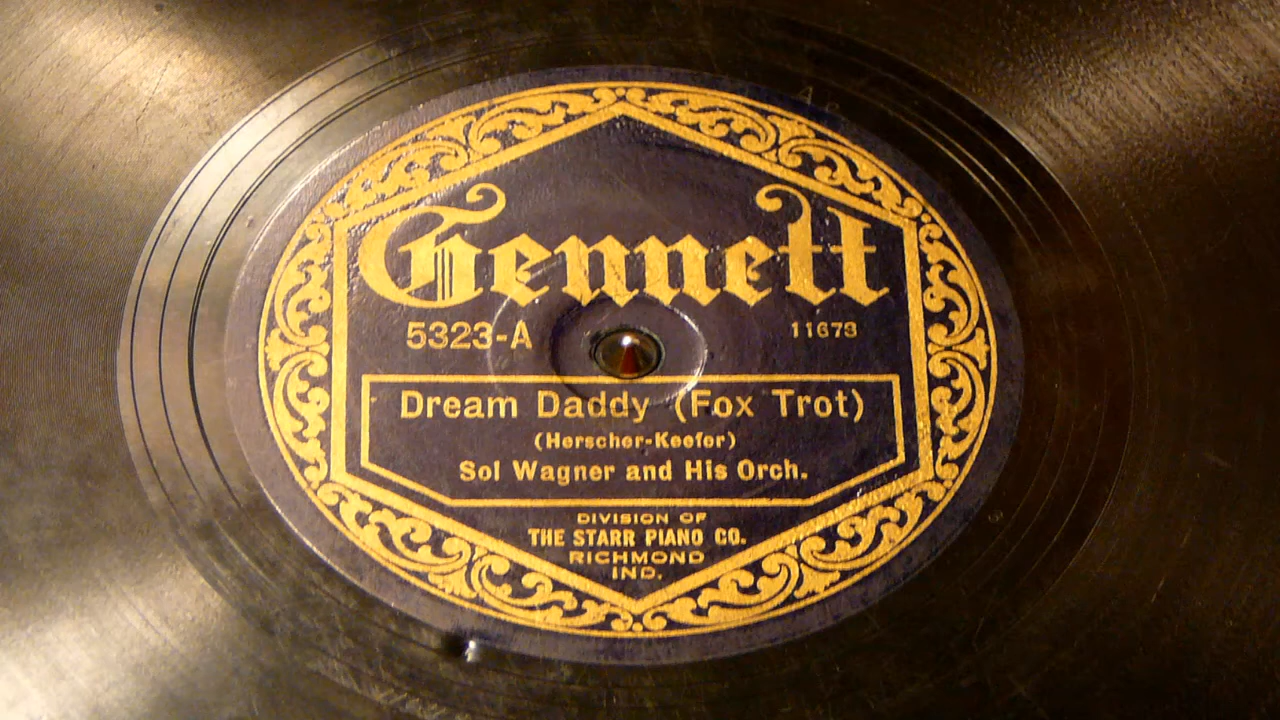 Gennett
5323-A 11673
Dream Daddy (Fox Trot)
(Herscher-Keefer)
Sol Wagner and His Orch.
DIVISION OF
THE STARR PIANO CO.
RICHMOND
IND.